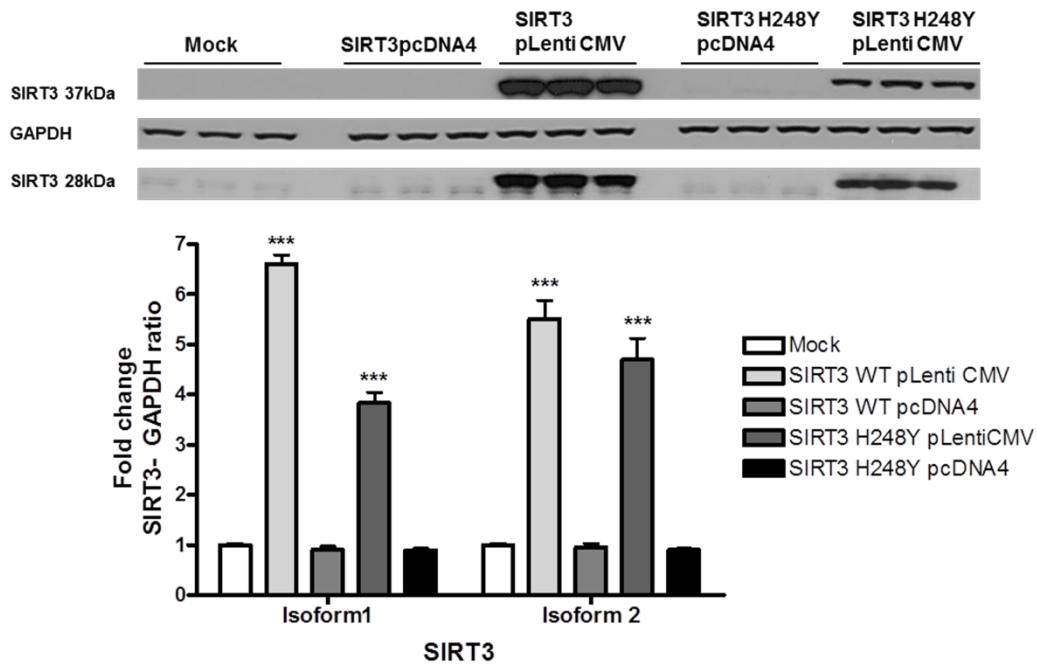 Mock
SIRT3pcDNA4
SIRT3
pLenti CMV
SIRT3 H248Y
pcDNA4
SIRT3 H248Y
pLenti CMV
SIRT3 37kDa
GAPDH
SIRT3 28kDa
Fold change
SIRT3- GAPDH ratio
7
6
5
4
3
2
1
0
***
***
***
***
Isoform1
Isoform 2
SIRT3
Mock
SIRT3 WT pLenti CMV
SIRT3 WT pcDNA4
SIRT3 H248Y pLentiCMV
SIRT3 H248Y pcDNA4